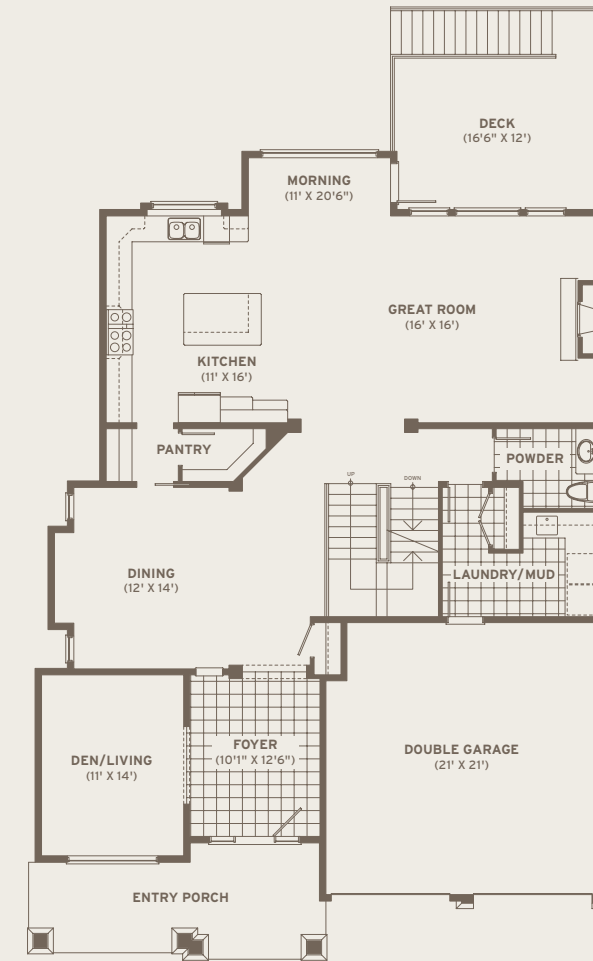 DECK
(16'6" X 12')
MORNING
(11' X 20'6")
GREAT ROOM
(16' X 16')
KITCHEN
(11' X 16')
PANTRY
POWDER
UP
DOWN
DINING
(12' X 14')
LAUNDRY/MUD
DEN/LIVING
(11' X 14')
FOYER
(10'1" X 12'6")
DOUBLE GARAGE
(21' X 21')
ENTRY PORCH